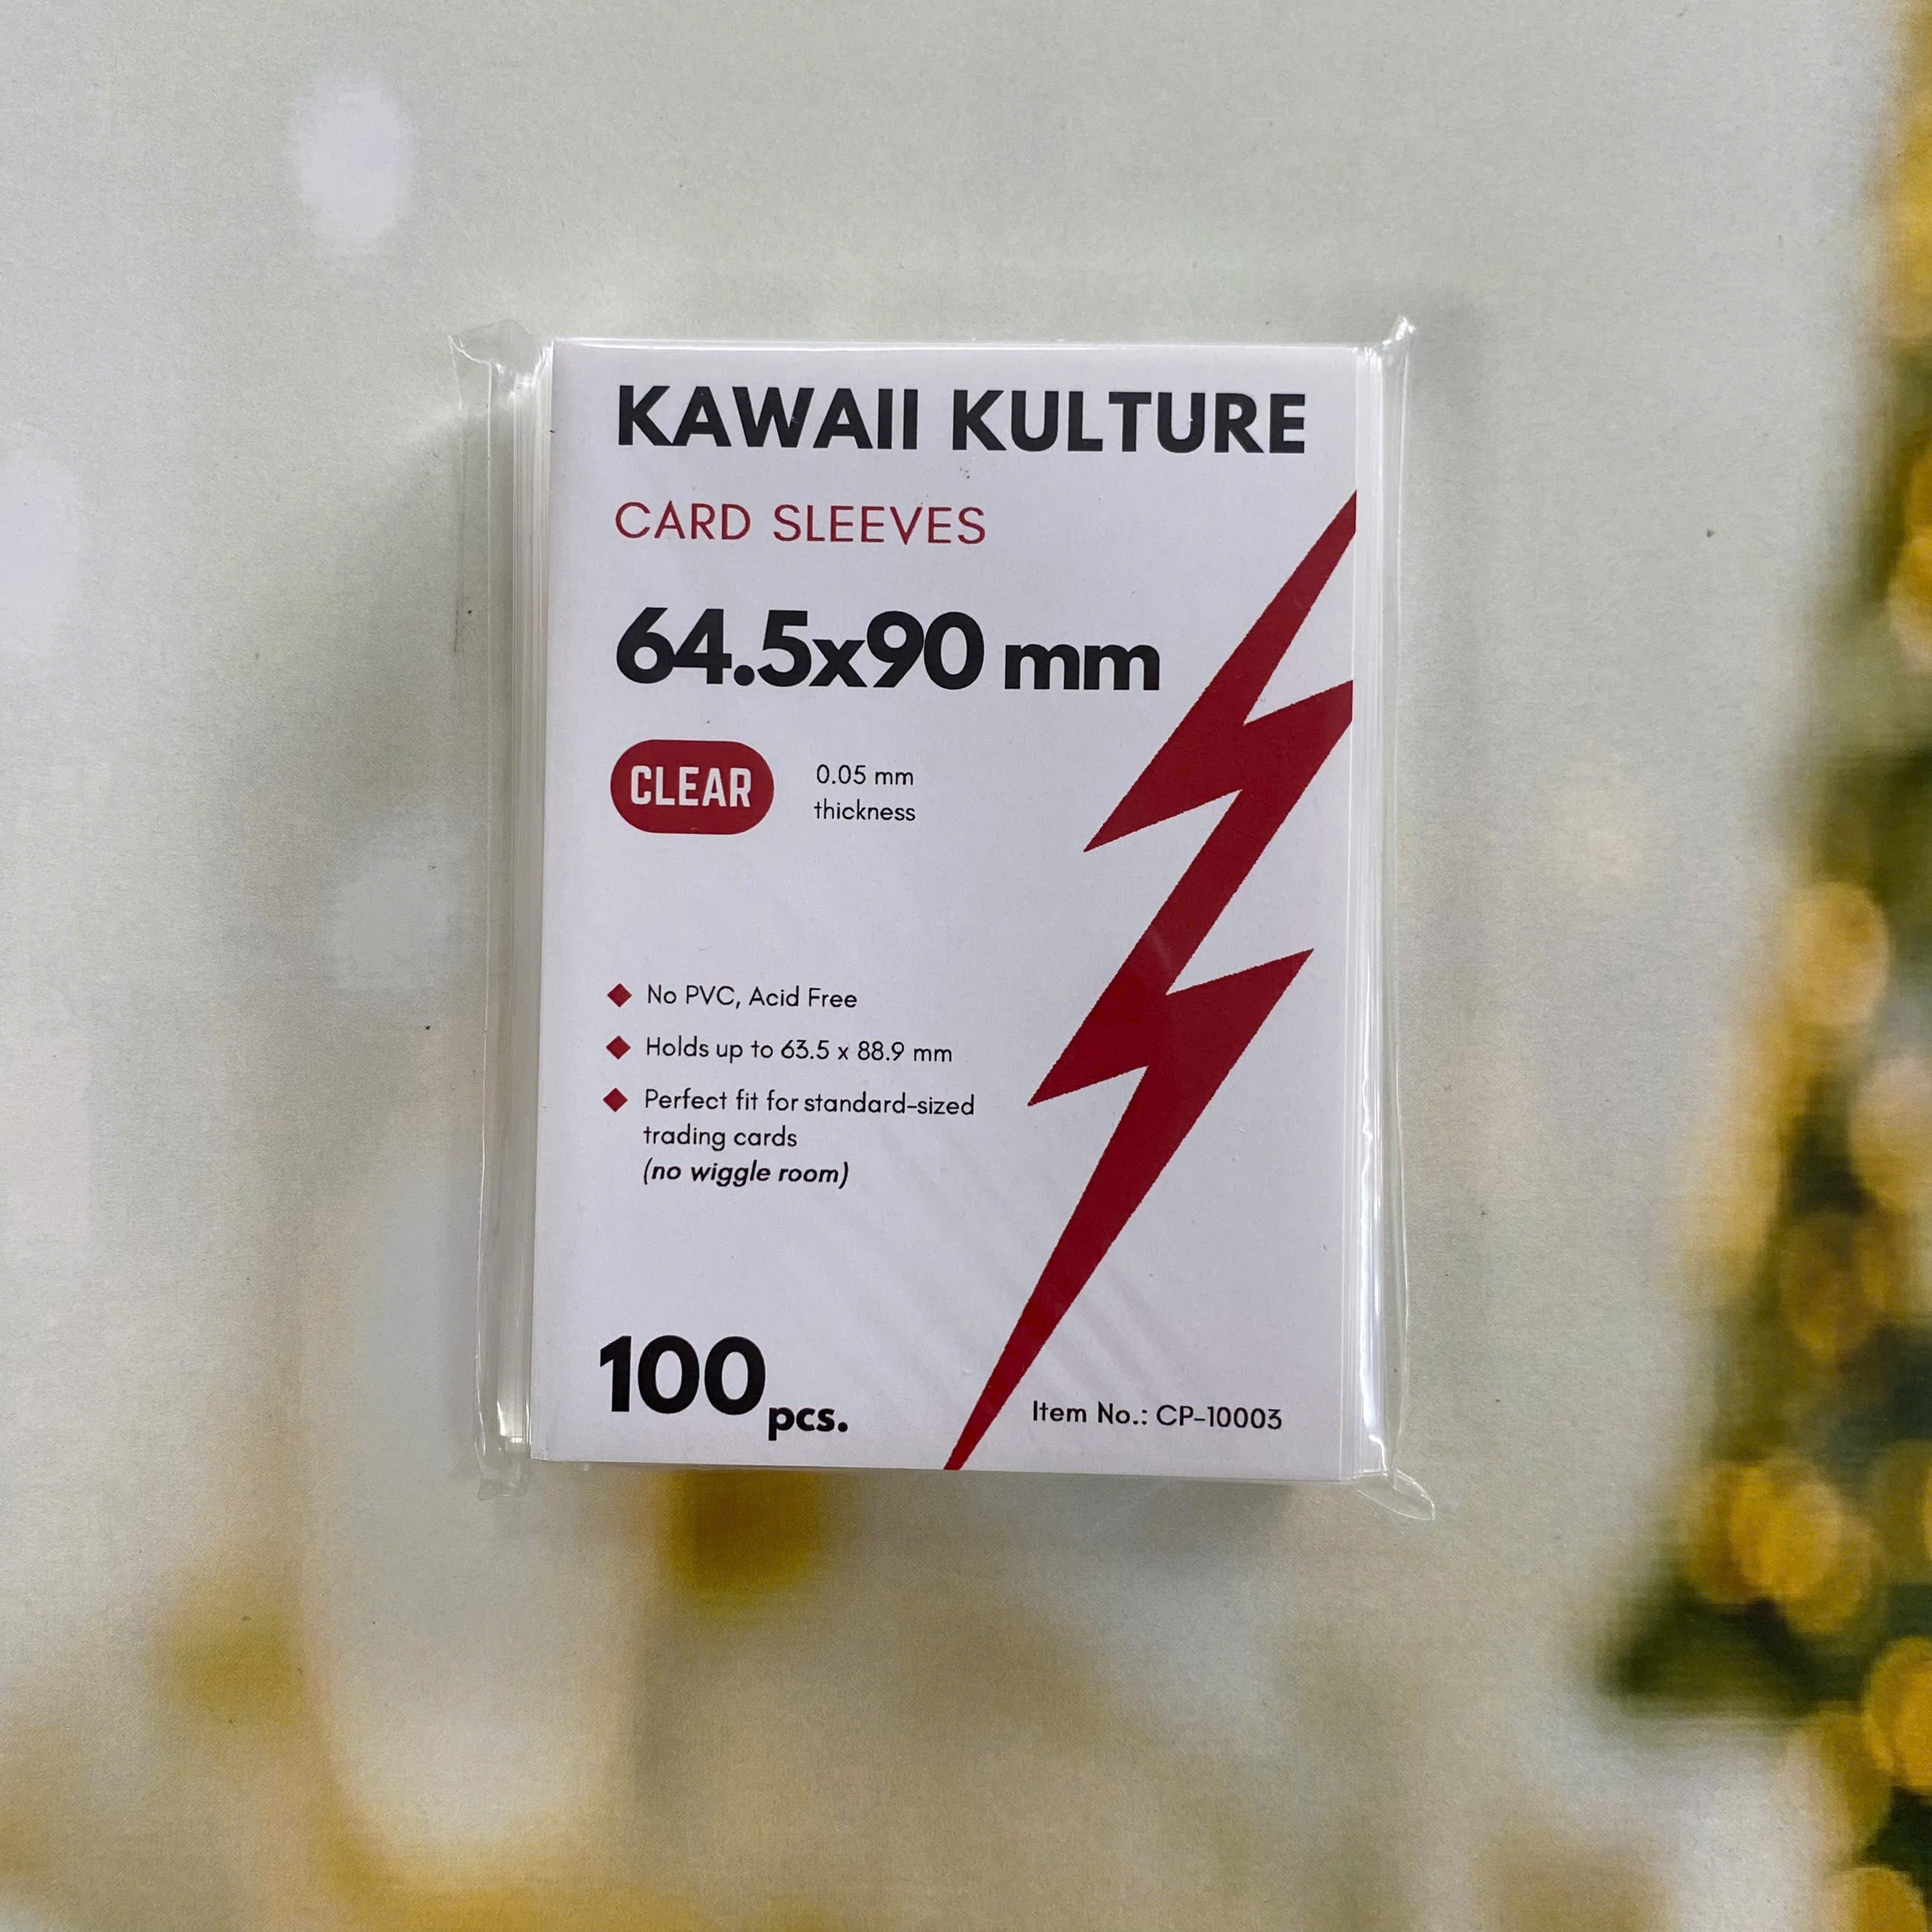 KAWAII KULTURE
CARD SLEEVES
64.5x90 mm
CLEAR
0.05 mm
thickness
No PVC, Acid Free
Holds up to 63.5 x 88.9 mm
Perfect fit for standard-sized
trading cards
(no wiggle room)
100 pcs.
Item No.: CP-10003